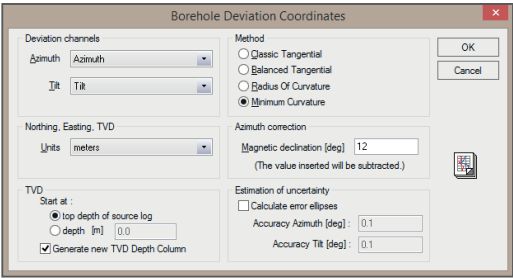 Borehole Deviation Coordinates
Deviation channels
Azimuth Azimuth
Tilt Tilt
Method
Classic Tangential
Balanced Tangential
Radius Of Curvature
Minimum Curvature
OK
Cancel
Northing, Easting, TVD
Units meters
Azimuth correction
Magnetic declination [deg] 12
(The value inserted will be subtracted.)
TVD
Start at :
top depth of source log
depth [m] 0.0
Generate new TVD Depth Column
Estimation of uncertainty
Calculate error ellipses
Accuracy Azimuth [deg] : 0.1
Accuracy Tilt [deg] : 0.1